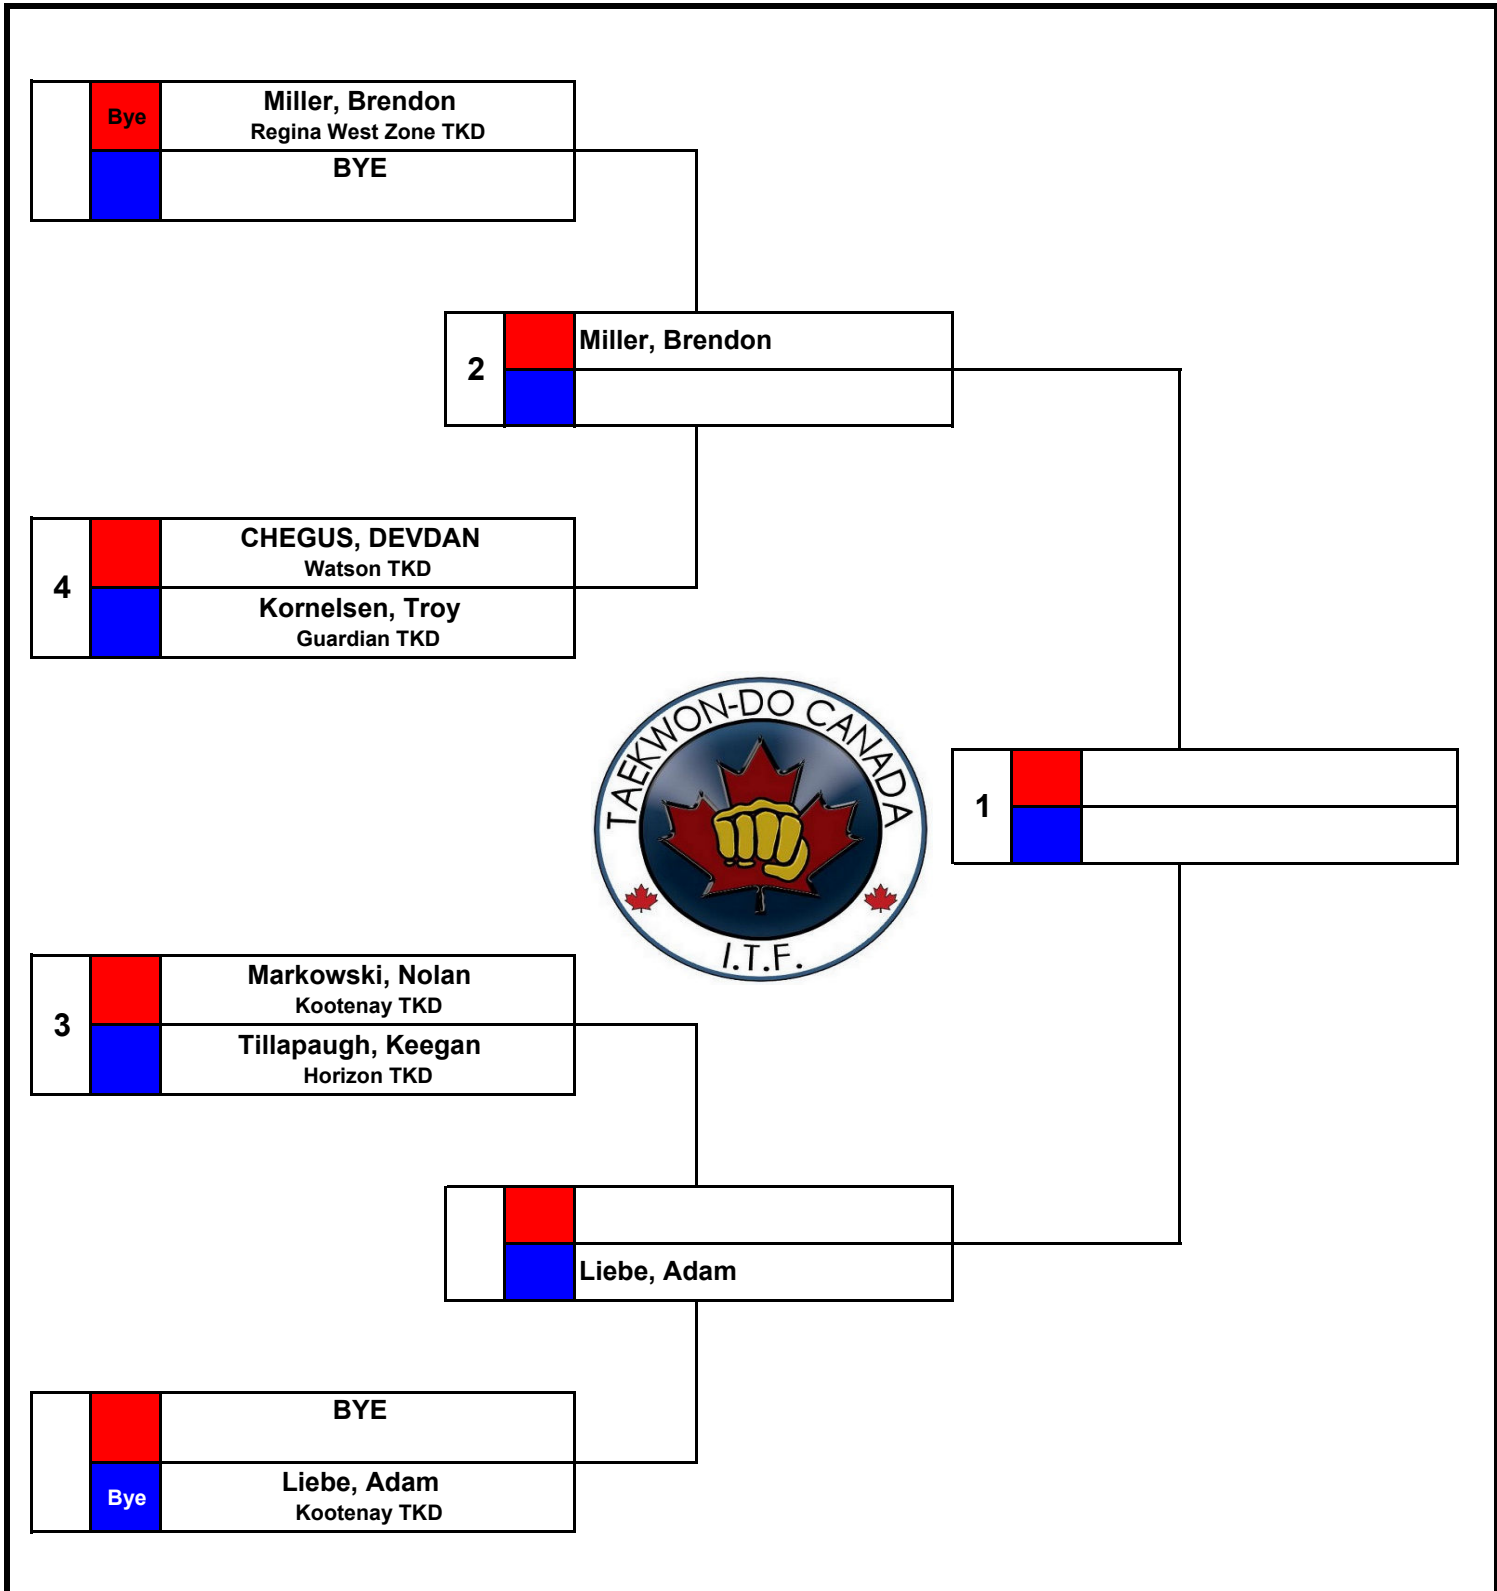 Bye
Miller, Brendon
Regina West Zone TKD
BYE
2
Miller, Brendon
4
CHEGUS, DEVDAN
Watson TKD
Kornelsen, Troy
Guardian TKD
TAEKWON-DO CANADA
I.T.F.
1
3
Markowski, Nolan
Kootenay TKD
Tillapaugh, Keegan
Horizon TKD
Liebe, Adam
BYE
Bye
Liebe, Adam
Kootenay TKD